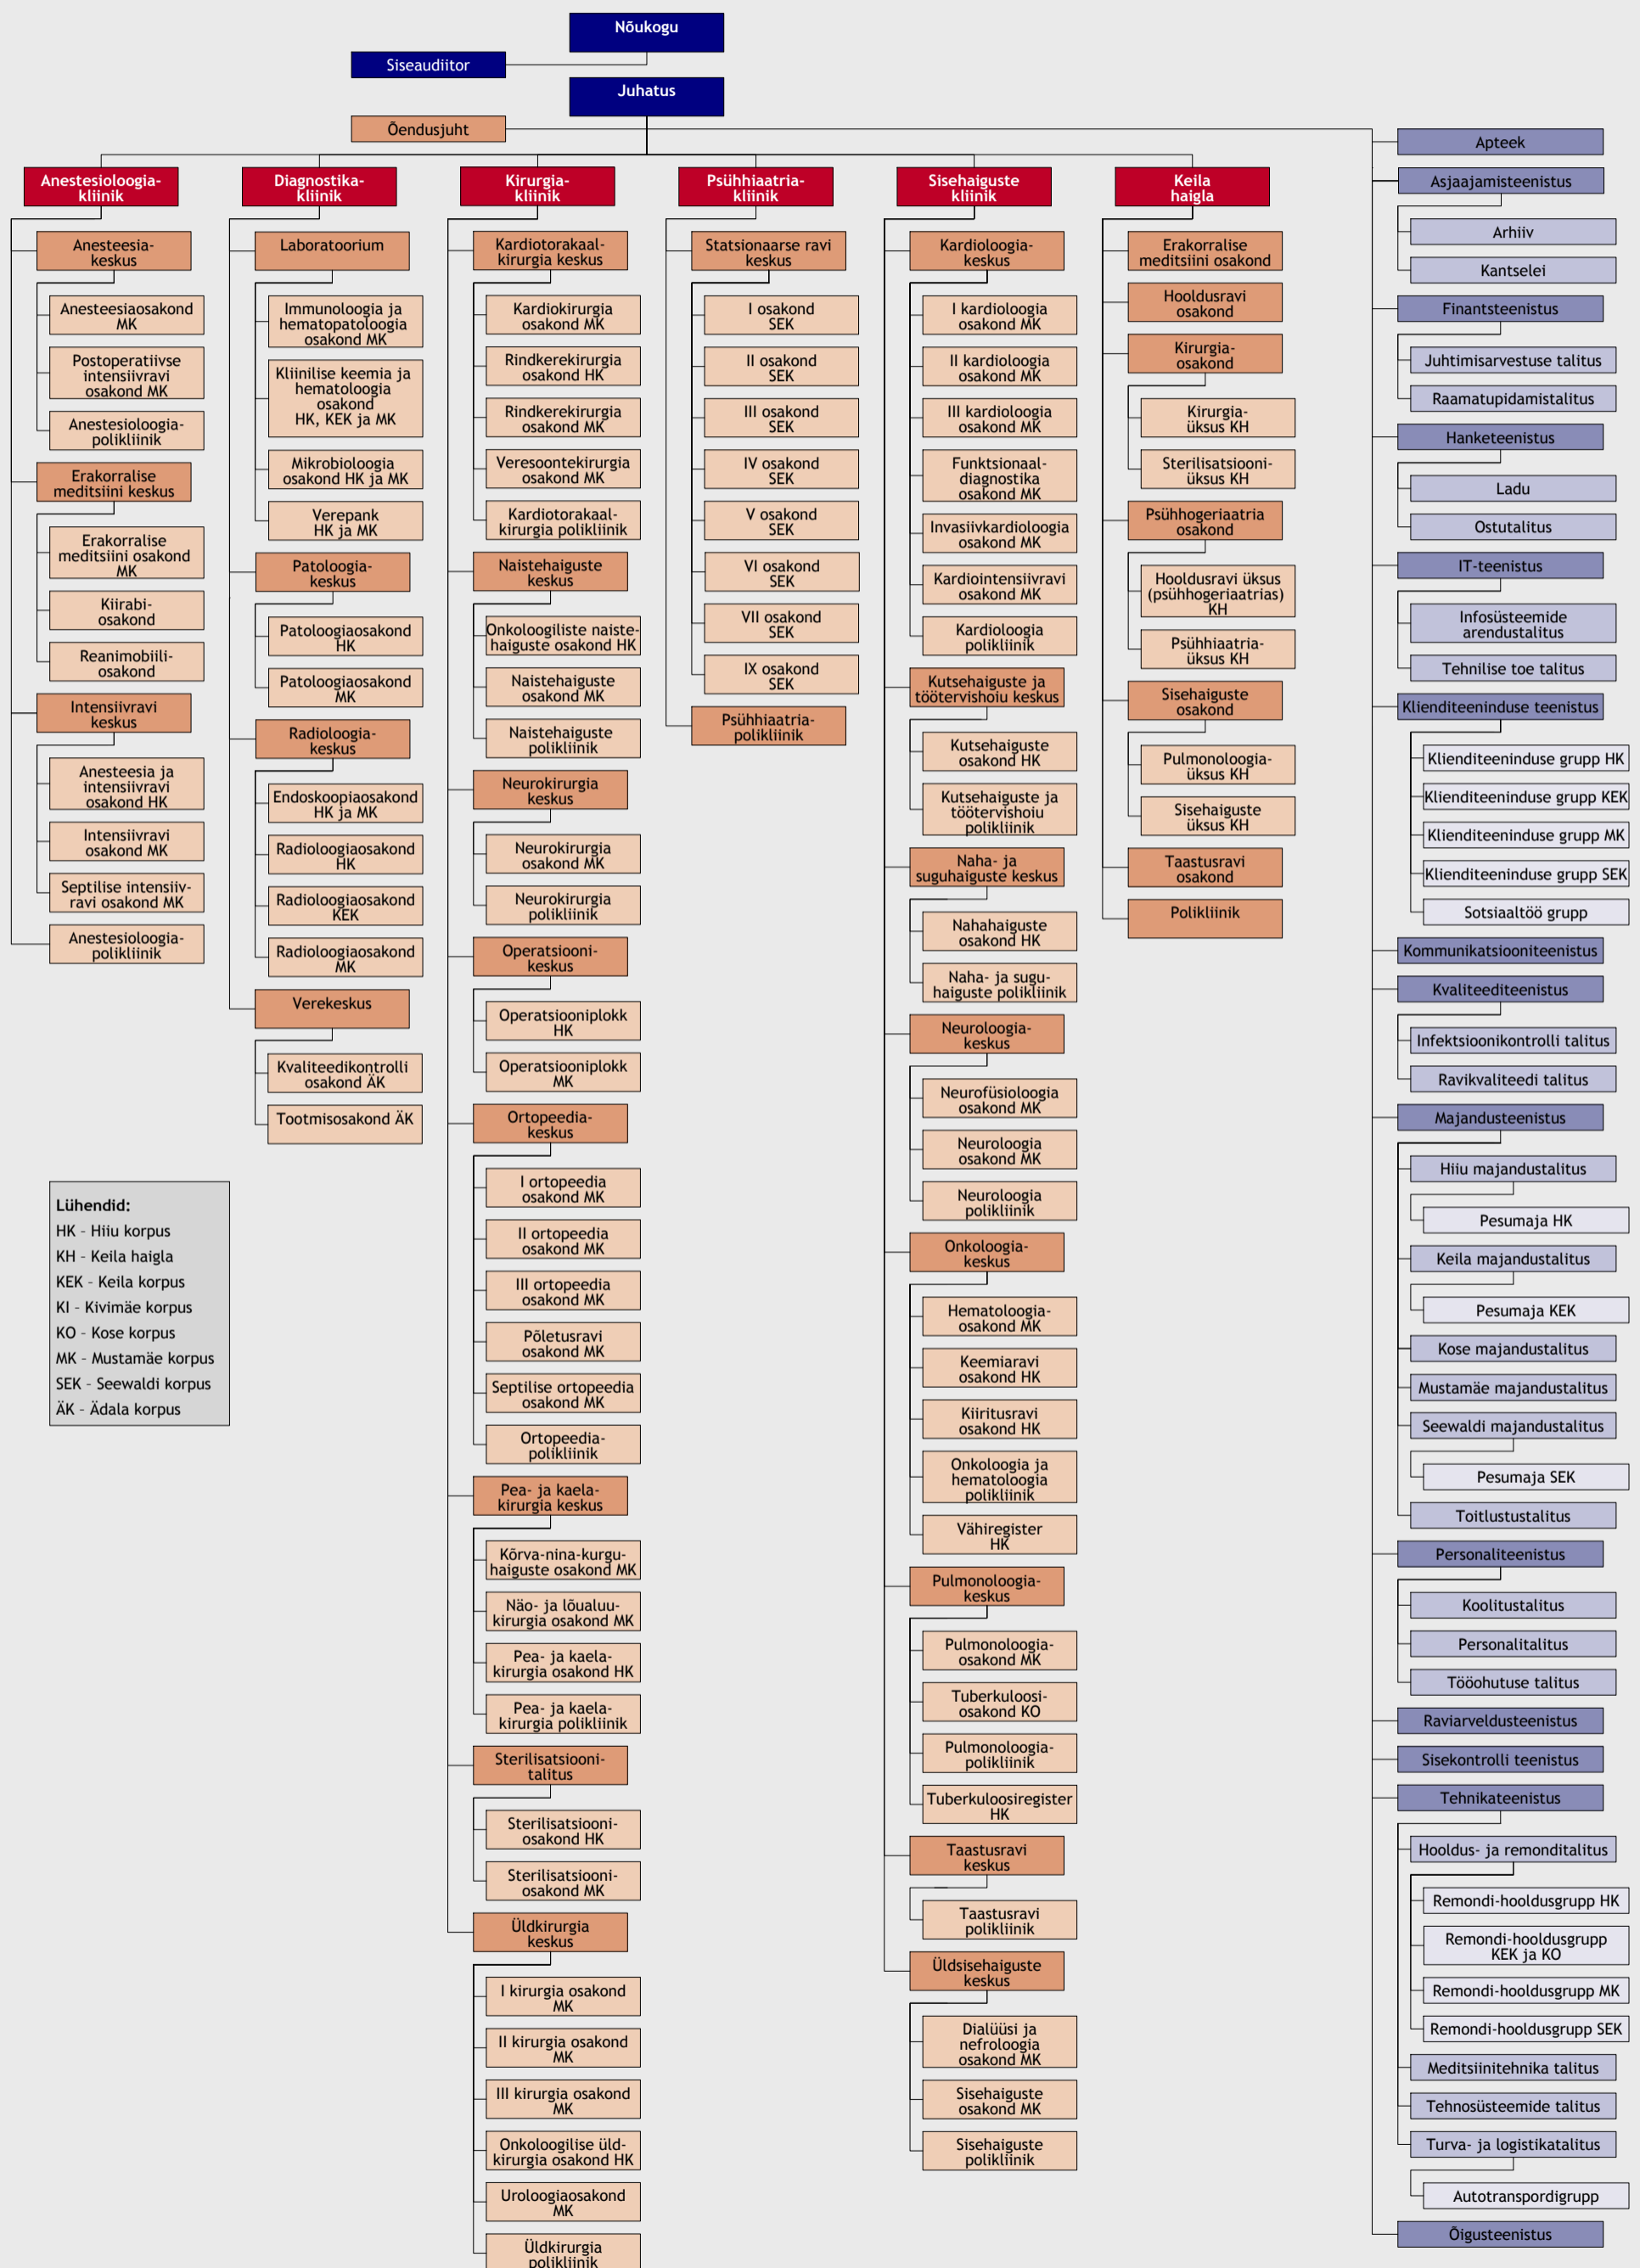 Nõukogu
Siseaudiitor
Juhatus
Õendusjuht
Anestesioloogia-
kliinik
Anesteesia-
keskus
Anesteesiaosakond
MK
Postoperatiivse
intensiivravi
osakond MK
Anestesioloogia-
polikliinik
Erakorralise
meditsiini keskus
Erakorralise
meditsiini osakond
MK
Kiirabi-
osakond
Reanimobiili-
osakond
Intensiivravi
keskus
Anesteesia ja
intensiivravi
osakond HK
Intensiivravi
osakond MK
Septilise intensiiv-
ravi osakond MK
Anestesioloogia-
polikliinik
Diagnostika-
kliinik
Laboratoorium
Immunoloogia ja
hematopatoloogia
osakond MK
Kliinilise keemia ja
hematoloogia
osakond
HK, KEK ja MK
Mikrobioloogia
osakond HK ja MK
Verepank
HK ja MK
Patoloogia-
keskus
Patoloogiaosakond
HK
Patoloogiaosakond
MK
Radioloogia-
keskus
Endoskoopiaosakond
HK ja MK
Radioloogiaosakond
HK
Radioloogiaosakond
KEK
Radioloogiaosakond
MK
Verekeskus
Kvaliteedikontrolli
osakond ÄK
Tootmisosakond ÄK
Kirurgia-
kliinik
Kardiotorakaal-
kirurgia keskus
Kardiokirurgia
osakond MK
Rindkerekirurgia
osakond HK
Rindkerekirurgia
osakond MK
Veresoontekirurgia
osakond MK
Kardiotorakaal-
kirurgia polikliinik
Naistehaiguste
keskus
Onkoloogiliste naiste-
haiguste osakond HK
Naistehaiguste
osakond MK
Naistehaiguste
polikliinik
Neurokirurgia
keskus
Neurokirurgia
osakond MK
Neurokirurgia
polikliinik
Operatsiooni-
keskus
Operatsiooniplokk
HK
Operatsiooniplokk
MK
Ortopeedia-
keskus
I ortopeedia
osakond MK
II ortopeedia
osakond MK
III ortopeedia
osakond MK
Põletusravi
osakond MK
Septilise ortopeedia
osakond MK
Ortopeedia-
polikliinik
Pea- ja kaela-
kirurgia keskus
Kõrva-nina-kurgu-
haiguste osakond MK
Näo- ja lõualuu-
kirurgia osakond MK
Pea- ja kaela-
kirurgia osakond HK
Pea- ja kaela-
kirurgia polikliinik
Sterilisatsiooni-
talitus
Sterilisatsiooni-
osakond HK
Sterilisatsiooni-
osakond MK
Üldkirurgia
keskus
I kirurgia osakond
MK
II kirurgia osakond
MK
III kirurgia osakond
MK
Onkoloogilise üld-
kirurgia osakond HK
Uroloogiaosakond
MK
Üldkirurgia
polikliinik
Psühhiaatria-
kliinik
Statsionaarse ravi
keskus
I osakond
SEK
II osakond
SEK
III osakond
SEK
IV osakond
SEK
V osakond
SEK
VI osakond
SEK
VII osakond
SEK
IX osakond
SEK
Psühhiaatria-
polikliinik
Sisehaiguste
kliinik
Kardioloogia-
keskus
I kardioloogia
osakond MK
II kardioloogia
osakond MK
III kardioloogia
osakond MK
Funktsionaal-
diagnostika
osakond MK
Invasiivkardioloogia
osakond MK
Kardiointensiivravi
osakond MK
Kardioloogia
polikliinik
Kutsehaiguste ja
töötervishoiu keskus
Kutsehaiguste
osakond HK
Kutsehaiguste ja
töötervishoiu
polikliinik
Naha- ja
suguhaiguste keskus
Nahahaiguste
osakond HK
Naha- ja sugu-
haiguste polikliinik
Neuroloogia-
keskus
Neurofüsioloogia
osakond MK
Neuroloogia
osakond MK
Neuroloogia
polikliinik
Onkoloogia-
keskus
Hematoloogia-
osakond MK
Keemiaravi
osakond HK
Kiiritusravi
osakond HK
Onkoloogia ja
hematoloogia
polikliinik
Vähiregister
HK
Pulmonoloogia-
keskus
Pulmonoloogia-
osakond MK
Tuberkuloosi-
osakond KO
Pulmonoloogia-
polikliinik
Tuberkuloosiregister
HK
Taastusravi
keskus
Taastusravi
polikliinik
Üldsisehaiguste
keskus
Dialüüsi ja
nefroloogia
osakond MK
Sisehaiguste
osakond MK
Sisehaiguste
polikliinik
Keila
haigla
Erakorralise
meditsiini osakond
Hooldusravi
osakond
Kirurgia-
osakond
Kirurgia-
üksus KH
Sterilisatsiooni-
üksus KH
Psühhogeriaatria
osakond
Hooldusravi üksus
(psühhogeriaatrias)
KH
Psühhiaatria-
üksus KH
Sisehaiguste
osakond
Pulmonoloogia-
üksus KH
Sisehaiguste
üksus KH
Taastusravi
osakond
Polikliinik
Apteek
Asjaajamisteenistus
Arhiiv
Kantselei
Finantsteenistus
Juhtimisarvestuse talitus
Raamatupidamistalitus
Hanketeenistus
Ladu
Ostutalitus
IT-teenistus
Infosüsteemide
arendustalitus
Tehnilise toe talitus
Klienditeeninduse teenistus
Klienditeeninduse grupp HK
Klienditeeninduse grupp KEK
Klienditeeninduse grupp MK
Klienditeeninduse grupp SEK
Sotsiaaltöö grupp
Kommunikatsiooniteenistus
Kvaliteediteenistus
Infektsioonikontrolli talitus
Ravikvaliteedi talitus
Majandusteenistus
Hiiu majandustalitus
Pesumaja HK
Keila majandustalitus
Pesumaja KEK
Kose majandustalitus
Mustamäe majandustalitus
Seewaldi majandustalitus
Pesumaja SEK
Toitlustustalitus
Personaliteenistus
Koolitustalitus
Personalitalitus
Tööohutuse talitus
Raviarveldusteenistus
Sisekontrolli teenistus
Tehnikateenistus
Hooldus- ja remonditalitus
Remondi-hooldusgrupp HK
Remondi-hooldusgrupp
KEK ja KO
Remondi-hooldusgrupp MK
Remondi-hooldusgrupp SEK
Meditsiinitehnika talitus
Tehnosüsteemide talitus
Turva- ja logistikatalitus
Autotranspordigrupp
Õigusteenistus
Lühendid:
HK - Hiiu korpus
KH - Keila haigla
KEK - Keila korpus
KI - Kivimäe korpus
KO - Kose korpus
MK - Mustamäe korpus
SEK - Seewaldi korpus
ÄK - Ädala korpus